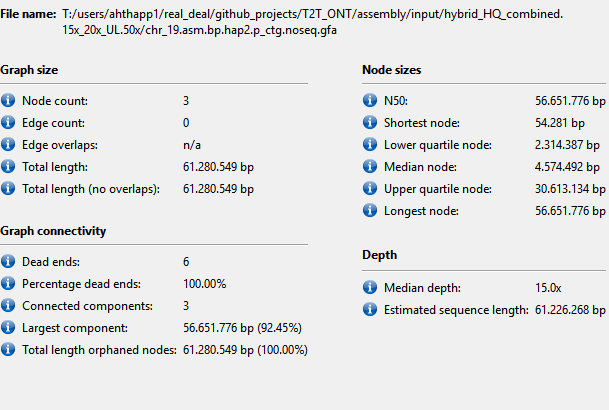 File name: T:/users/ahthapp1/real_deal/github_projects/T2T_ONT/assembly/input/hybrid_HQ_combined.
15x_20x_UL.50x/chr_19.asm.bp.hap2.p_ctg.noseq.gfa
Graph size
Node count: 3
Edge count: 0
Edge overlaps: n/a
Total length: 61.280.549 bp
Total length (no overlaps): 61.280.549 bp
Graph connectivity
Dead ends: 6
Percentage dead ends: 100.00%
Connected components: 3
Largest component: 56.651.776 bp (92.45%)
Total length orphaned nodes: 61.280.549 bp (100.00%)
Node sizes
N50: 56.651.776 bp
Shortest node: 54.281 bp
Lower quartile node: 2.314.387 bp
Median node: 4.574.492 bp
Upper quartile node: 30.613.134 bp
Longest node: 56.651.776 bp
Depth
Median depth: 15.0x
Estimated sequence length: 61.226.268 bp